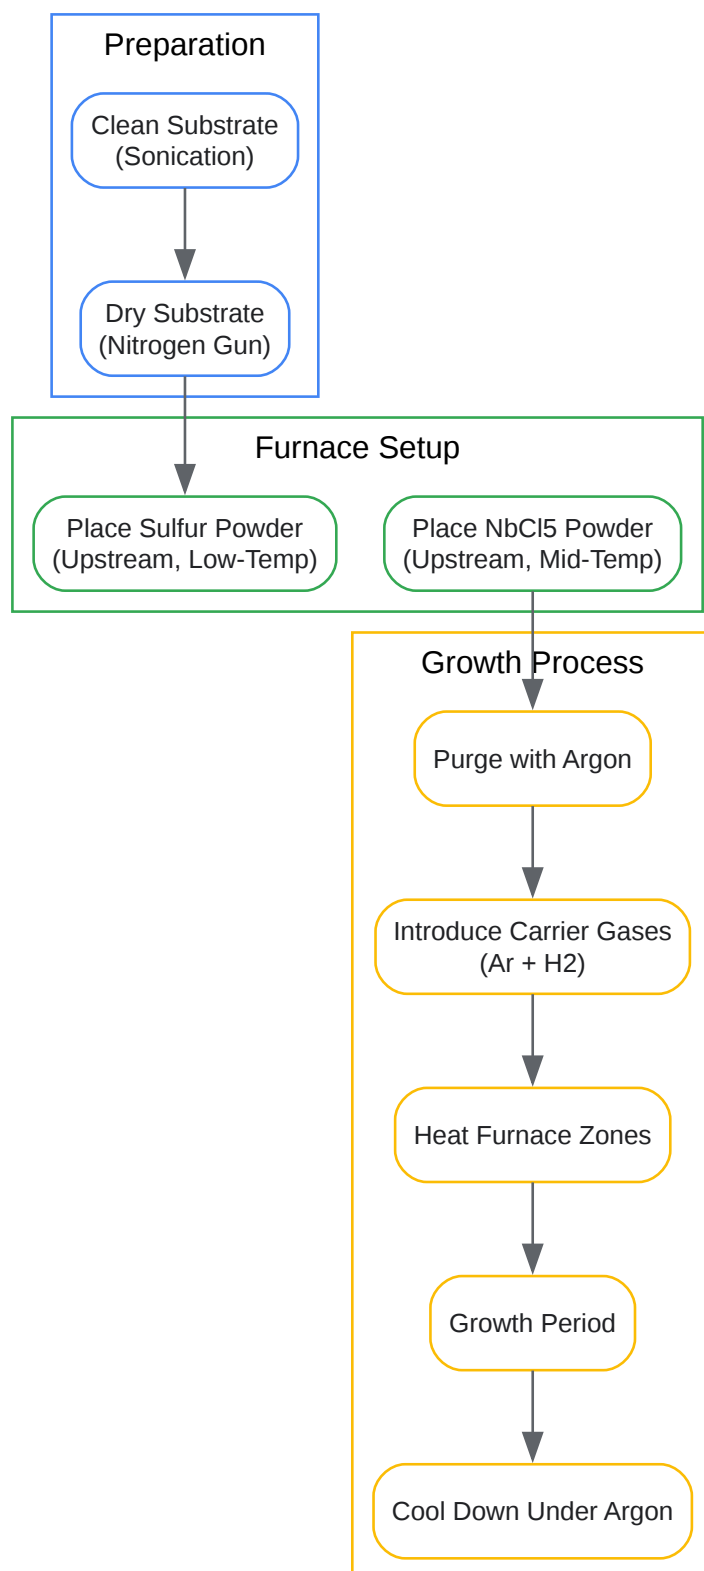 Preparation
Clean Substrate
(Sonication)
Dry Substrate
(Nitrogen Gun)
Furnace Setup
Place Sulfur Powder
(Upstream, Low-Temp)
Place NbCl5 Powder
(Upstream, Mid-Temp)
Growth Process
Purge with Argon
Introduce Carrier Gases
(Ar + H2)
Heat Furnace Zones
Growth Period
Cool Down Under Argon